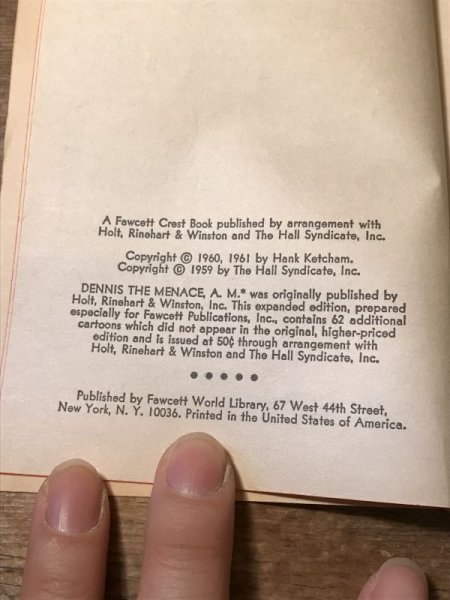 A Fawcett Crest Book published by arrangement with
Holt, Rinehart & Winston and The Hall Syndicate, Inc.
Copyright © 1960, 1961 by Hank Ketcham.
Copyright © 1959 by The Hall Syndicate, Inc.
DENNIS THE MENACE, A. M.* was originally published by
Holt, Rinehart & Winston, Inc. This expanded edition, prepared
especially for Fawcett Publications, Inc., contains 62 additional
cartoons which did not appear in the original, higher-priced
edition and is issued at 50¢ through arrangement with
Holt, Rinehart & Winston and The Hall Syndicate, Inc.
● ● ● ● ●
Published by Fawcett World Library, 67 West 44th Street,
New York, N. Y. 10036. Printed in the United States of America.